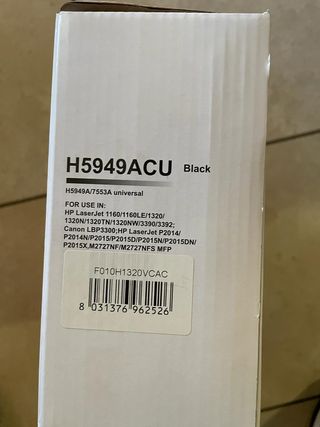 H5949ACU Black
H5949A/7553A universal
FOR USE IN:
HP LaserJet 1160/1160LE/1320/
1320N/1320TN/1320NW/3390/3392;
Canon LBP3300;HP LaserJet P2014/
P2014N/P2015/P2015D/P2015N/P2015DN/
P2015X,M2727NF/M2727NFS MFP
F010H1320VCAC
8 031376 962526